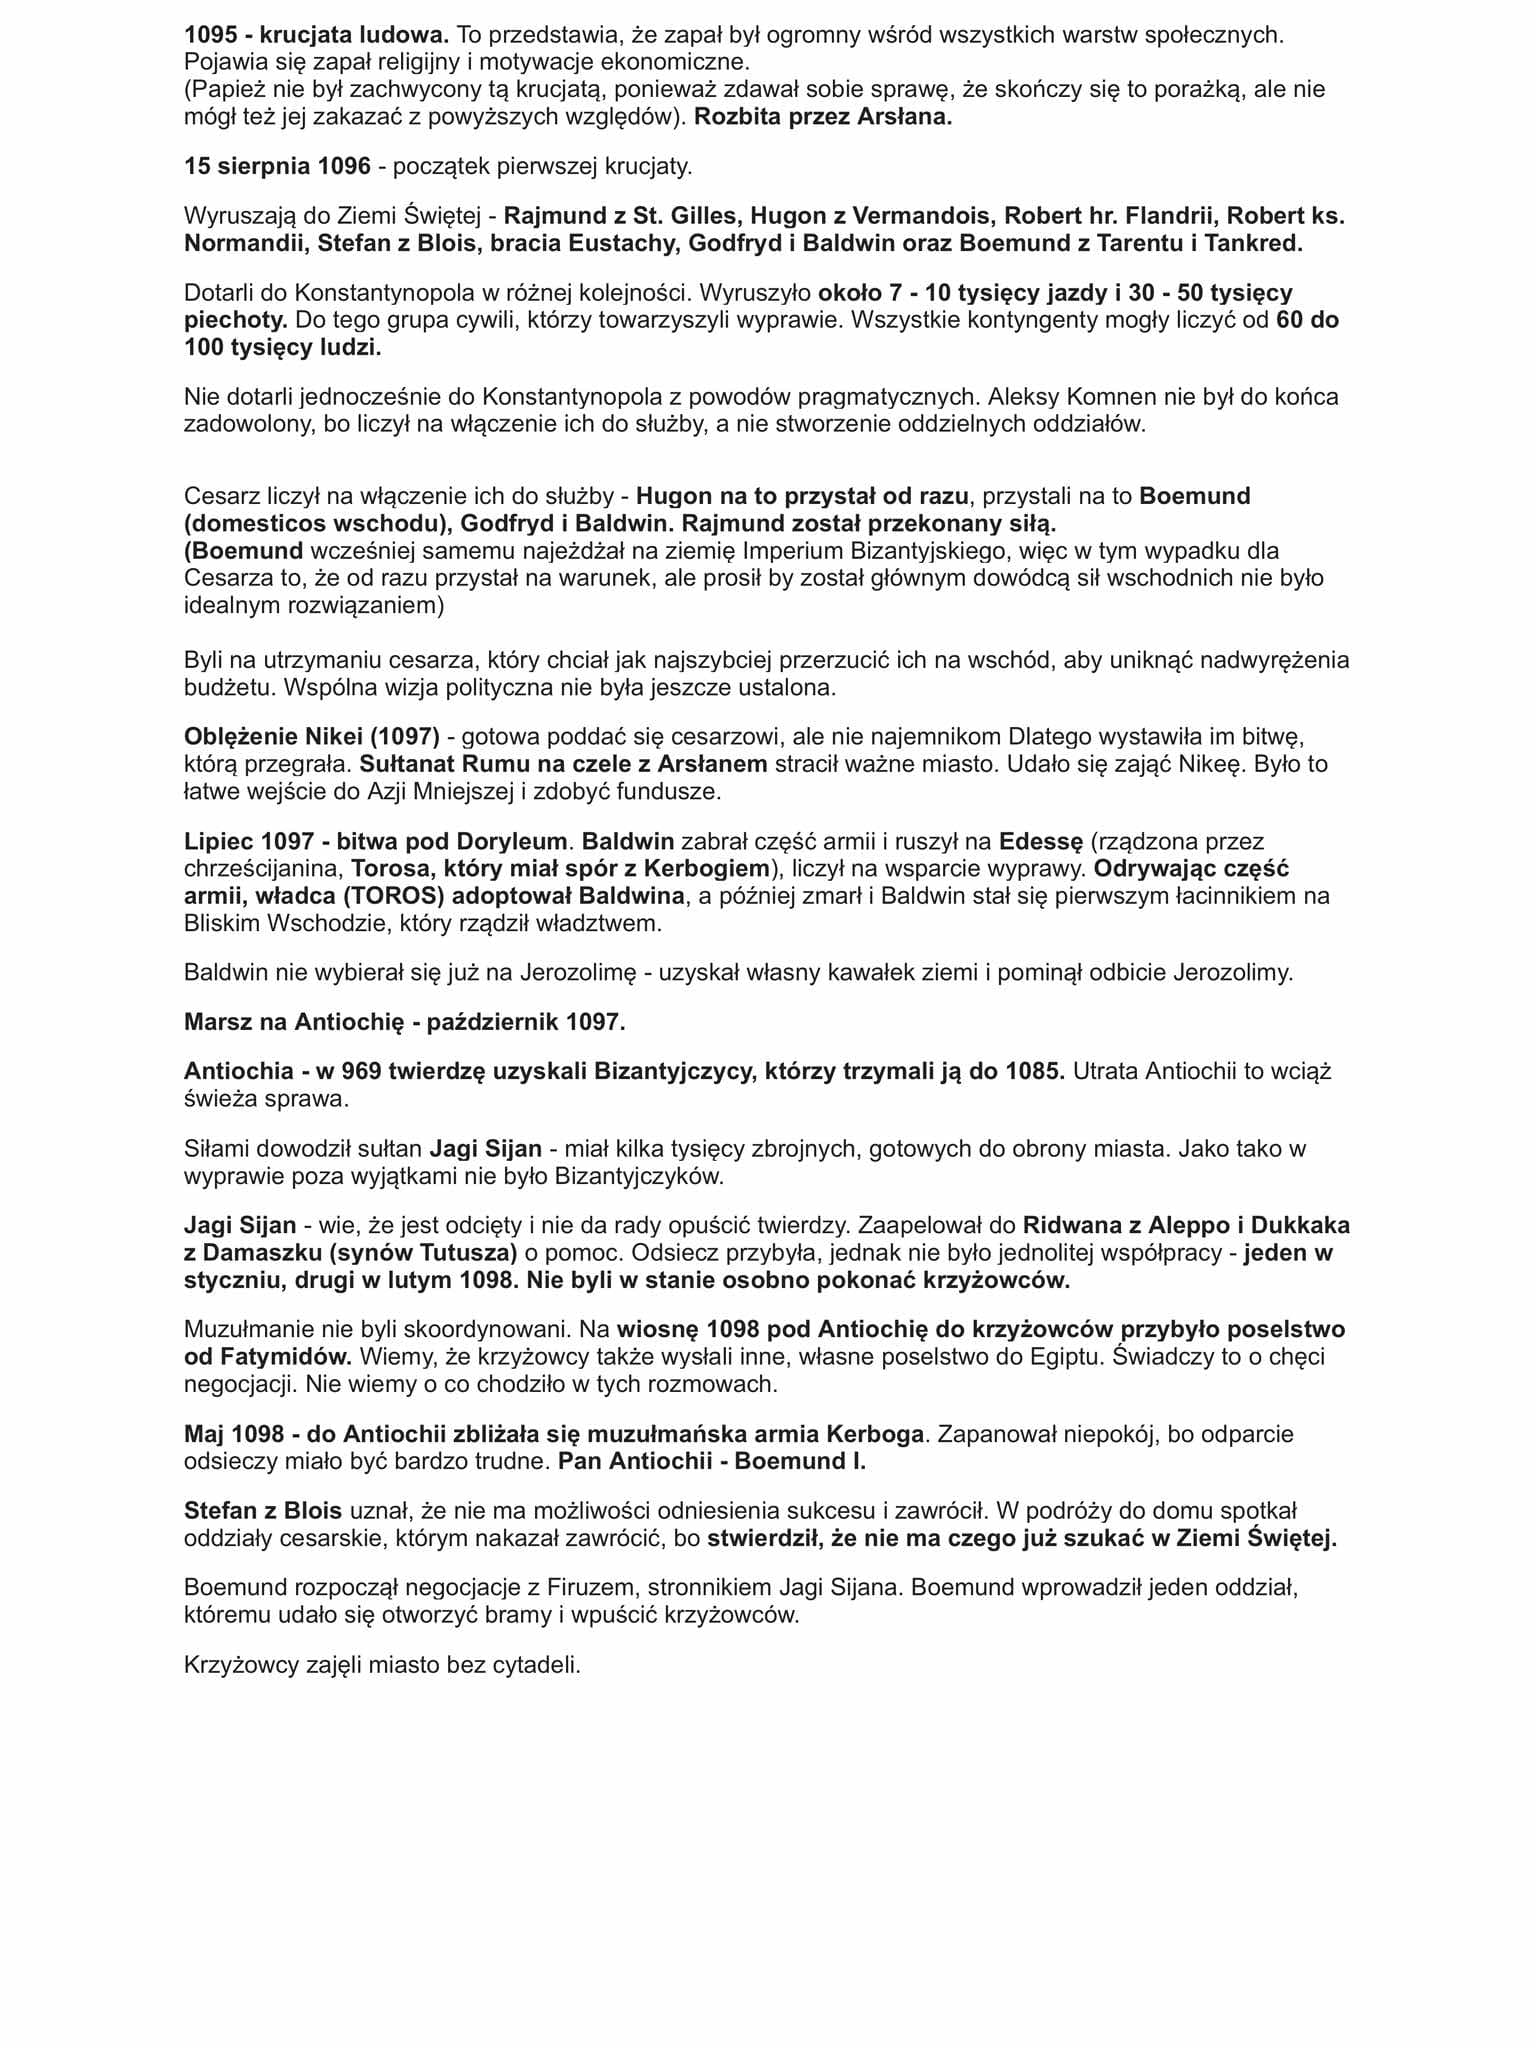 1095 - krucjata ludowa. To przedstawia, że zapał był ogromny wśród wszystkich warstw społecznych.
Pojawia się zapał religijny i motywacje ekonomiczne.
(Papież nie był zachwycony tą krucjatą, ponieważ zdawał sobie sprawę, że skończy się to porażką, ale nie
mógł też jej zakazać z powyższych względów). Rozbita przez Arsłana.
15 sierpnia 1096 - początek pierwszej krucjaty.
Wyruszają do Ziemi Świętej - Rajmund z St. Gilles, Hugon z Vermandois, Robert hr. Flandrii, Robert ks.
Normandii, Stefan z Blois, bracia Eustachy, Godfryd i Baldwin oraz Boemund z Tarentu i Tankred.
Dotarli do Konstantynopola w różnej kolejności. Wyruszyło około 7 - 10 tysięcy jazdy i 30 - 50 tysięcy
piechoty. Do tego grupa cywili, którzy towarzyszyli wyprawie. Wszystkie kontyngenty mogły liczyć od 60 do
100 tysięcy ludzi.
Nie dotarli jednocześnie do Konstantynopola z powodów pragmatycznych. Aleksy Komnen nie był do końca
zadowolony, bo liczył na włączenie ich do służby, a nie stworzenie oddzielnych oddziałów.
Cesarz liczył na włączenie ich do służby - Hugon na to przystał od razu, przystali na to Boemund
(domesticos wschodu), Godfryd i Baldwin. Rajmund został przekonany siłą.
(Boemund wcześniej samemu najeżdżał na ziemię Imperium Bizantyjskiego, więc w tym wypadku dla
Cesarza to, że od razu przystał na warunek, ale prosił by został głównym dowódcą sił wschodnich nie było
idealnym rozwiązaniem)
Byli na utrzymaniu cesarza, który chciał jak najszybciej przerzucić ich na wschód, aby uniknąć nadwyrężenia
budżetu. Wspólna wizja polityczna nie była jeszcze ustalona.
Oblężenie Nikei (1097) - gotowa poddać się cesarzowi, ale nie najemnikom Dlatego wystawiła im bitwę,
którą przegrała. Sułtanat Rumu na czele z Arsłanem stracił ważne miasto. Udało się zająć Nikeę. Było to
łatwe wejście do Azji Mniejszej i zdobyć fundusze.
Lipiec 1097 - bitwa pod Doryleum. Baldwin zabrał część armii i ruszył na Edessę (rządzona przez
chrześcijanina, Torosa, który miał spór z Kerbogiem), liczył na wsparcie wyprawy. Odrywając część
armii, władca (TOROS) adoptował Baldwina, a później zmarł i Baldwin stał się pierwszym łacinnikiem na
Bliskim Wschodzie, który rządził władztwem.
Baldwin nie wybierał się już na Jerozolimę - uzyskał własny kawałek ziemi i pominął odbicie Jerozolimy.
Marsz na Antiochię - październik 1097.
Antiochia - w 969 twierdzę uzyskali Bizantyjczycy, którzy trzymali ją do 1085. Utrata Antiochii to wciąż
świeża sprawa.
Siłami dowodził sułtan Jagi Sijan - miał kilka tysięcy zbrojnych, gotowych do obrony miasta. Jako tako w
wyprawie poza wyjątkami nie było Bizantyjczyków.
Jagi Sijan - wie, że jest odcięty i nie da rady opuścić twierdzy. Zaapelował do Ridwana z Aleppo i Dukkaka
z Damaszku (synów Tutusza) o pomoc. Odsiecz przybyła, jednak nie było jednolitej współpracy - jeden w
styczniu, drugi w lutym 1098. Nie byli w stanie osobno pokonać krzyżowców.
Muzułmanie nie byli skoordynowani. Na wiosnę 1098 pod Antiochię do krzyżowców przybyło poselstwo
od Fatymidów. Wiemy, że krzyżowcy także wysłali inne, własne poselstwo do Egiptu. Świadczy to o chęci
negocjacji. Nie wiemy o co chodziło w tych rozmowach.
Maj 1098 - do Antiochii zbliżała się muzułmańska armia Kerboga. Zapanował niepokój, bo odparcie
odsieczy miało być bardzo trudne. Pan Antiochii - Boemund I.
Stefan z Blois uznał, że nie ma możliwości odniesienia sukcesu i zawrócił. W podróży do domu spotkał
oddziały cesarskie, którym nakazał zawrócić, bo stwierdził, że nie ma czego już szukać w Ziemi Świętej.
Boemund rozpoczął negocjacje z Firuzem, stronnikiem Jagi Sijana. Boemund wprowadził jeden oddział,
któremu udało się otworzyć bramy i wpuścić krzyżowców.
Krzyżowcy zajęli miasto bez cytadeli.